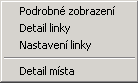 Podrobné zobrazení
Detail linky
Nastavení linky
Detail místa